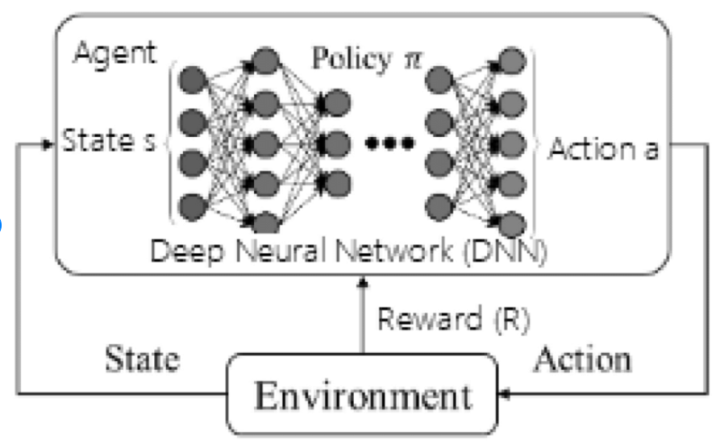 Agent
Policy π
State s
Action a
Deep Neural Network (DNN)
Reward (R)
State
Action
Environment